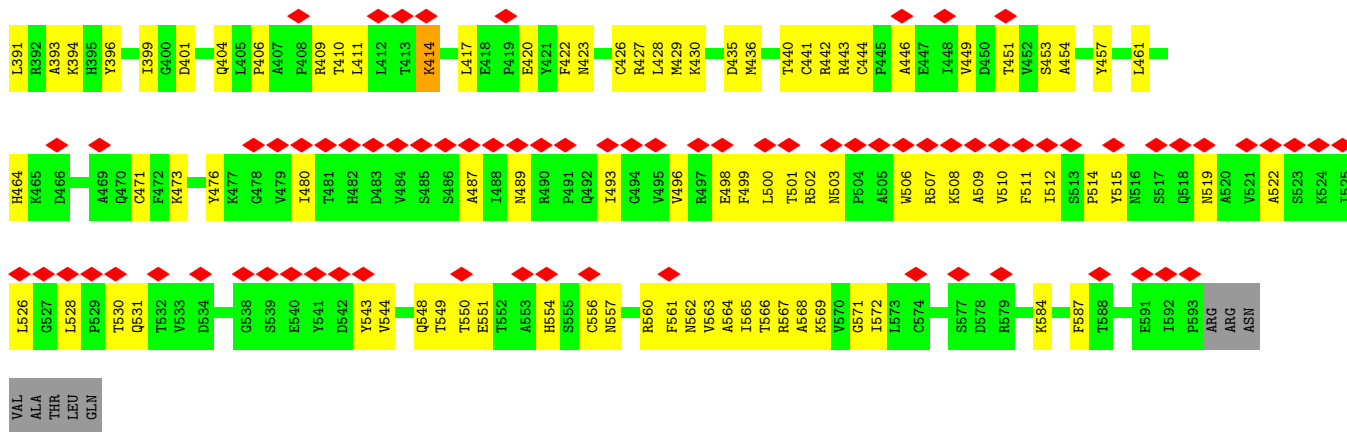 L391 R392 A393 K394 H395 Y396 I399 G400 D401 Q404 L405 P406 A407 P408 R409 T410 L411 L412 T413 K414 L417 E418 P419 E420 Y421 F422 N423 C426 R427 L428 M429 K430 D435 M436 T440 C441 R442 R443 C444 P445 A446 E447 I448 V449 D450 T451 V452 S453 A454 Y457 L461
H464 K465 D466 A469 Q470 C471 F472 K473 Y476 K477 G478 V479 I480 T481 H482 D483 V484 S485 S486 A487 I488 N489 R490 P491 Q492 I493 G494 V495 V496 R497 E498 F499 L500 T501 R502 N503 P504 A505 W506 R507 K508 A509 V510 F511 I512 S513 P514 Y515 N516 S517 Q518 N519 A520 V521 A522 S523 K524 I525
L526 G527 L528 P529 T530 Q531 T532 V533 D534 G538 S539 E540 Y541 D542 Y543 V544 Q548 T549 T550 E551 T552 A553 H554 S555 C556 N557 R560 F561 N562 V563 A564 I565 T566 R567 A568 K569 V570 G571 I572 L573 C574 S577 D578 R579 K584 F587 T588 E591 I592 P593 ARG ARG ASN
VAL ALA THR LEU GLN